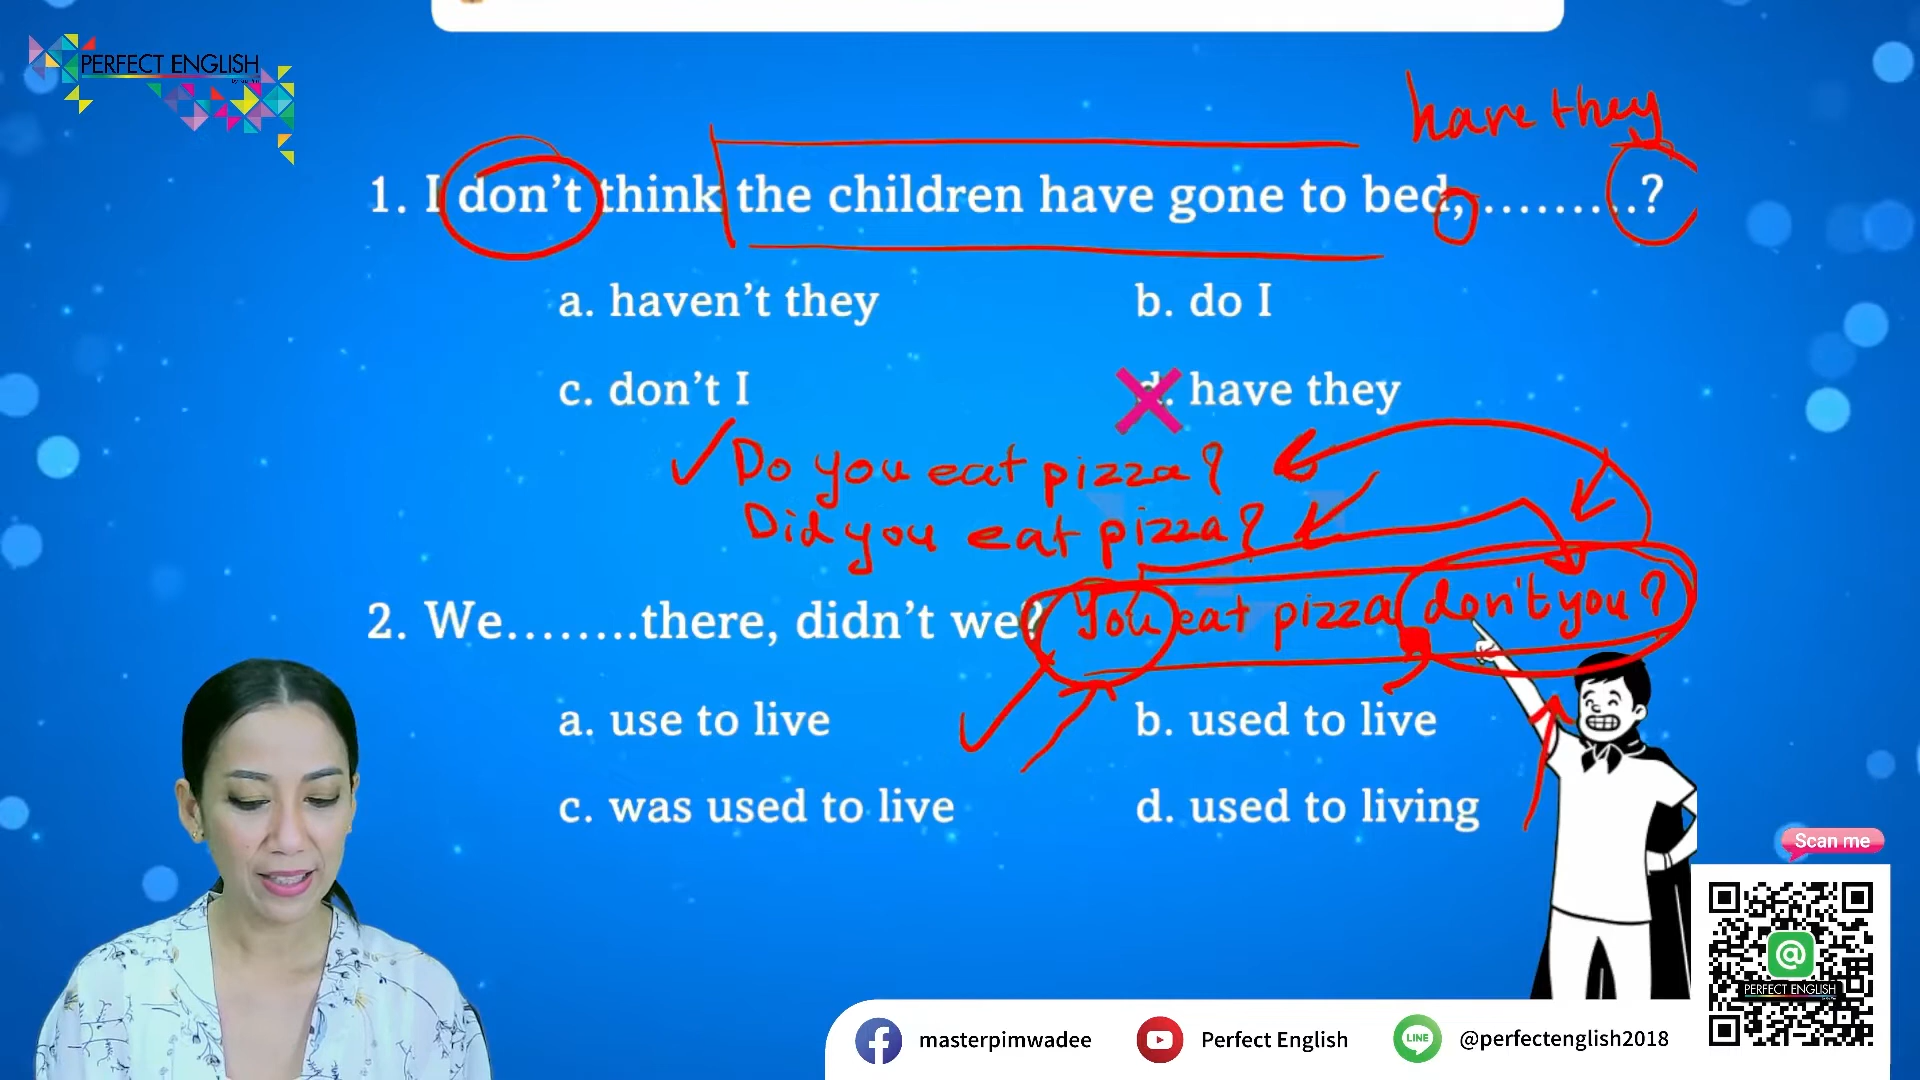 PERFECT ENGLISH
have they
1. I don't think the children have gone to bed, ..........?
a. haven't they
b. do I
c. don't I
d. have they
Do you eat pizza?
Did you eat pizza?
2. We........there, didn't we?
You eat pizza, don't you?
a. use to live
b. used to live
c. was used to live
d. used to living
Scan me
PERFECT ENGLISH
masterpimwadee
Perfect English
LINE
@perfectenglish2018